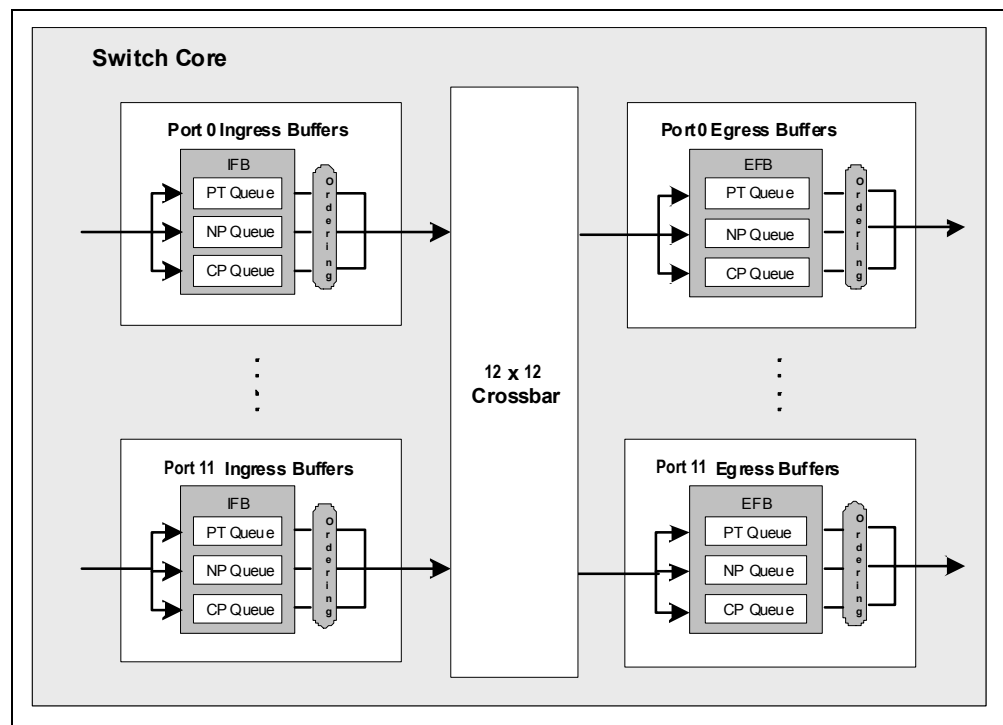 Switch Core
Port 0 Ingress Buffers
IFB
PT Queue
NP Queue
CP Queue
Ordering
12 x 12
Crossbar
Port0 Egress Buffers
EFB
PT Queue
NP Queue
CP Queue
Ordering
Port 11 Ingress Buffers
IFB
PT Queue
NP Queue
CP Queue
Ordering
Port 11 Egress Buffers
EFB
PT Queue
NP Queue
CP Queue
Ordering